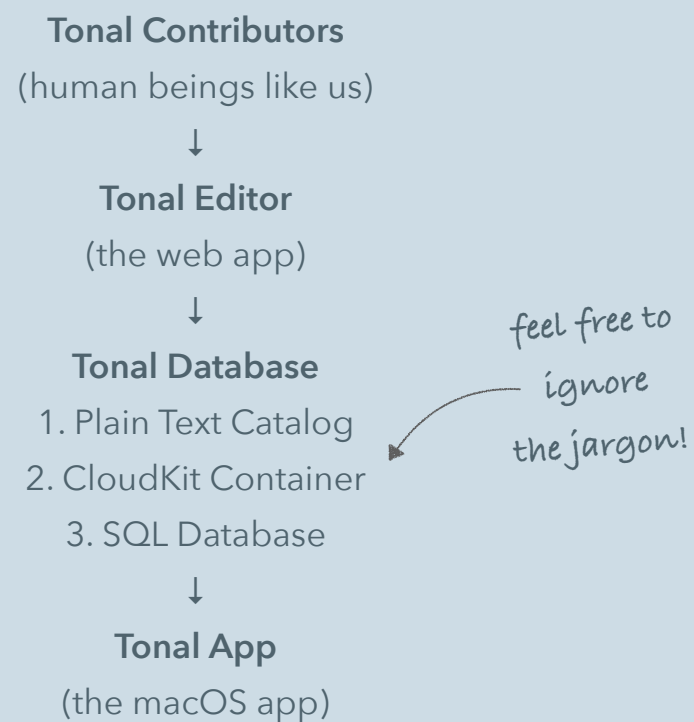 Tonal Contributors
(human beings like us)
↓
Tonal Editor
(the web app)
↓
Tonal Database
1. Plain Text Catalog
2. CloudKit Container
3. SQL Database
↓
Tonal App
(the macOS app)
feel free to
ignore
the jargon!